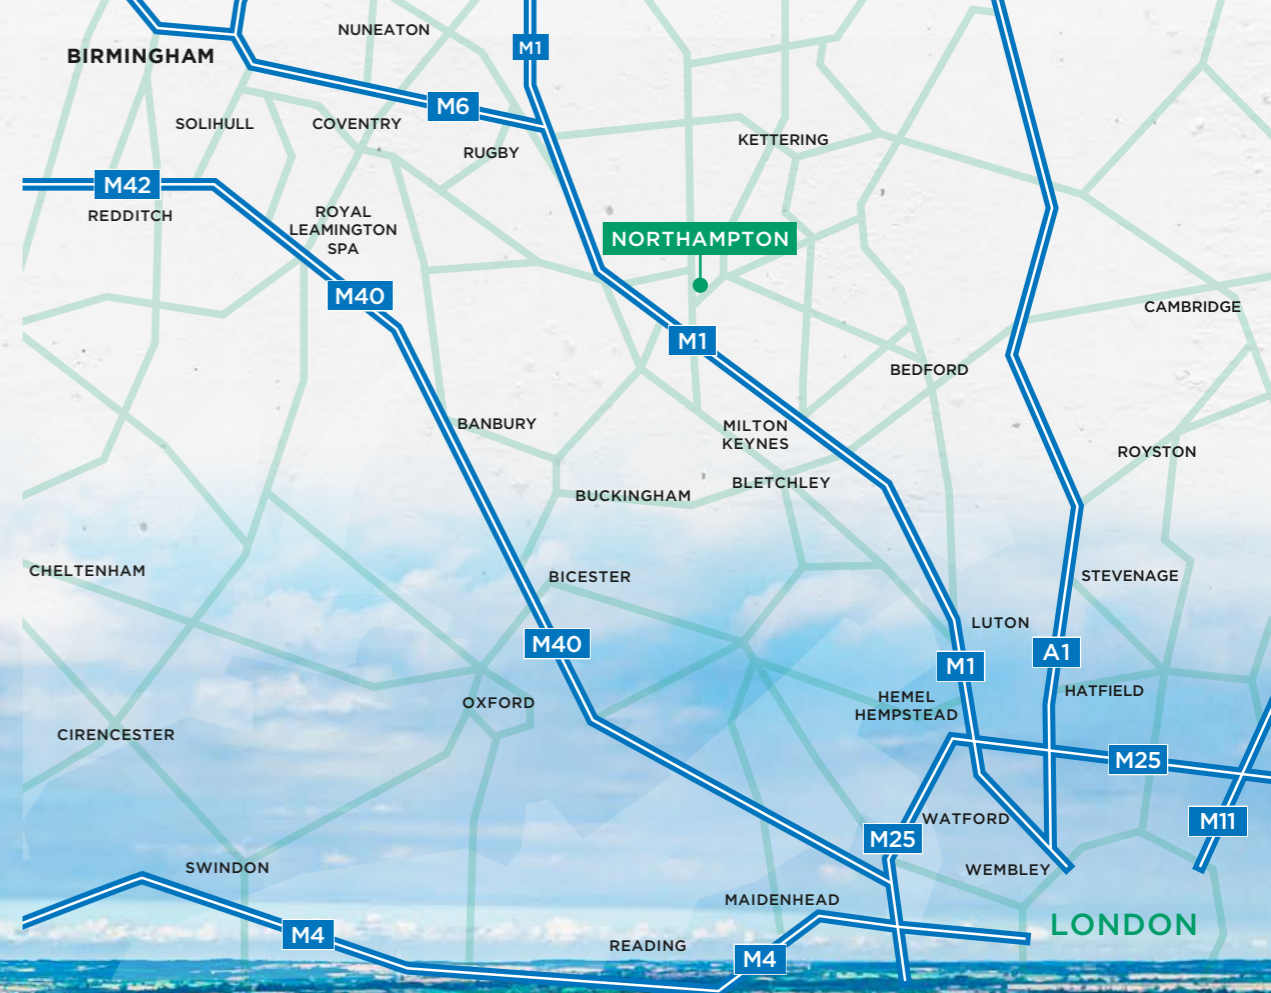 NUNEATON
M1
BIRMINGHAM
M6
SOLIHULL
COVENTRY
KETTERING
RUGBY
M42
REDDITCH
ROYAL
LEAMINGTON
SPA
NORTHAMPTON
M40
CAMBRIDGE
M1
BEDFORD
BANBURY
MILTON
KEYNES
ROYSTON
BLETCHLEY
BUCKINGHAM
CHELTENHAM
BICESTER
STEVENAGE
LUTON
M40
M1
A1
HATFIELD
HEMEL
HEMPSTEAD
OXFORD
CIRENCESTER
M25
WATFORD
M11
M25
SWINDON
WEMBLEY
MAIDENHEAD
LONDON
M4
READING
M4